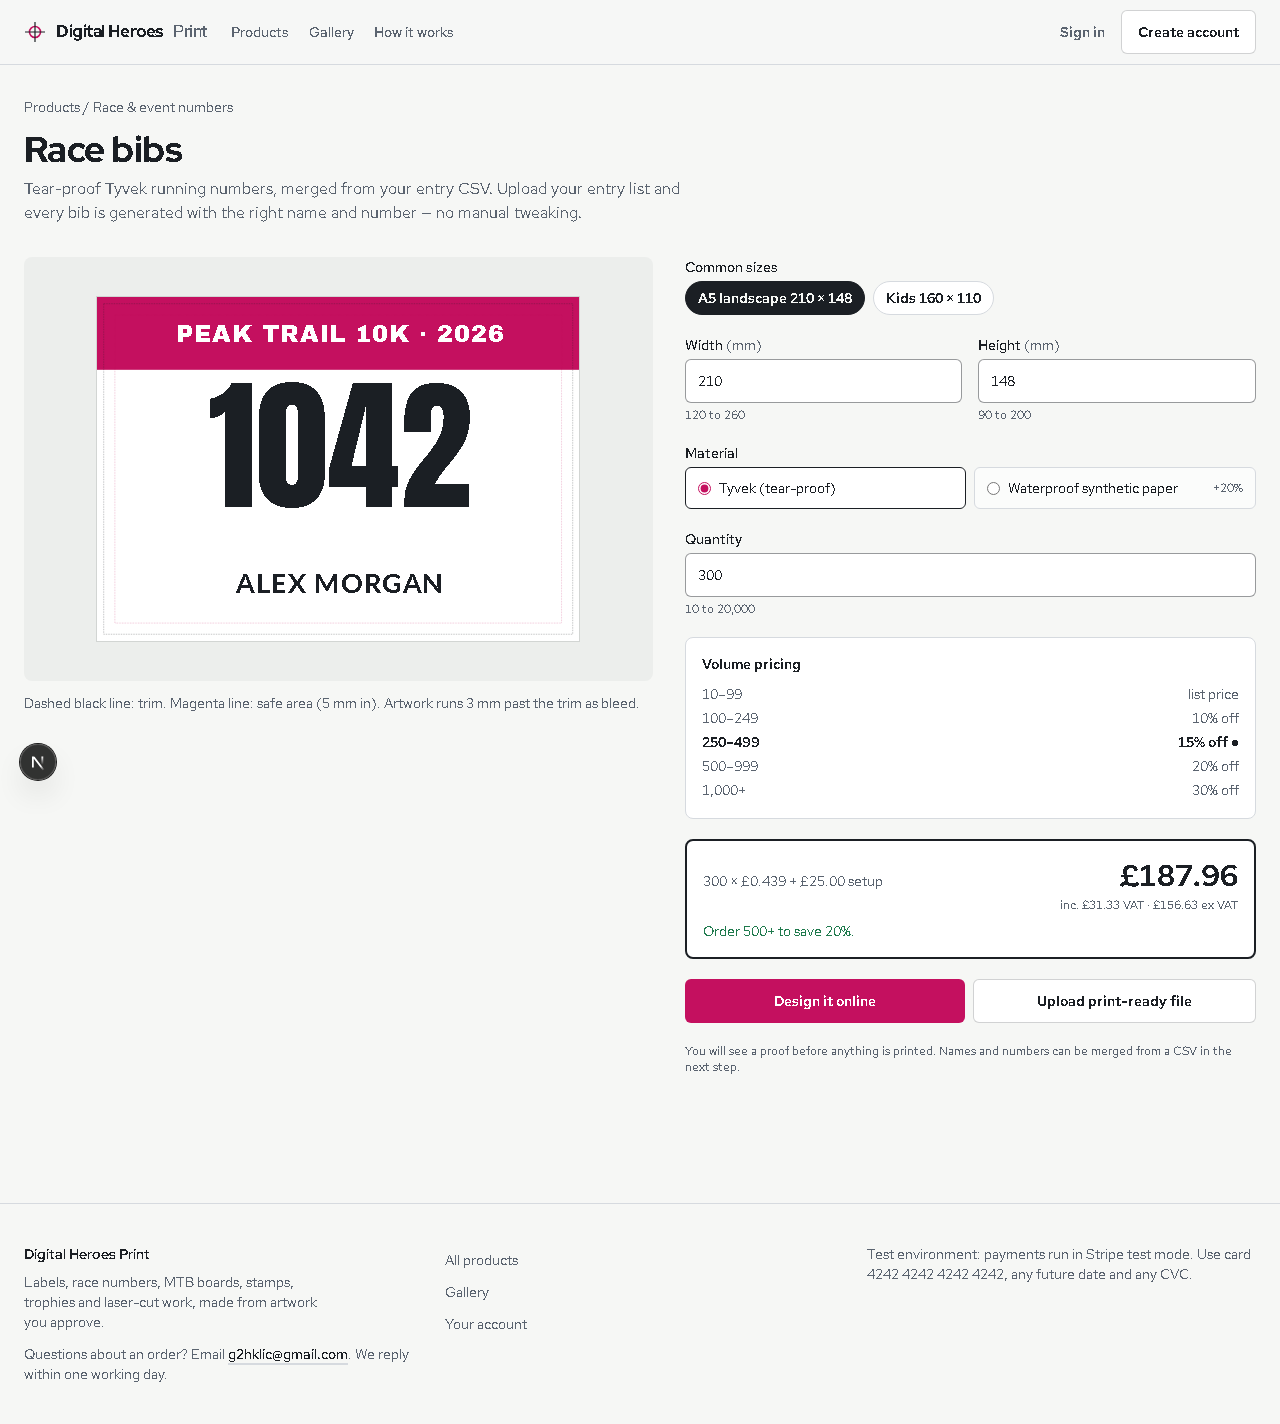 Digital Heroes Print
Products
Gallery
How it works
Sign in
Create account
Products / Race & event numbers
Race bibs
Tear-proof Tyvek running numbers, merged from your entry CSV. Upload your entry list and
every bib is generated with the right name and number — no manual tweaking.
PEAK TRAIL 10K · 2026
1042
ALEX MORGAN
Dashed black line: trim. Magenta line: safe area (5 mm in). Artwork runs 3 mm past the trim as bleed.
N
Common sizes
A5 landscape 210 × 148
Kids 160 × 110
Width (mm)
Height (mm)
210
148
120 to 260
90 to 200
Material
Tyvek (tear-proof)
Waterproof synthetic paper
+20%
Quantity
300
10 to 20,000
Volume pricing
10–99 list price
100–249 10% off
250–499 15% off ●
500–999 20% off
1,000+ 30% off
300 × £0.439 + £25.00 setup
£187.96
inc. £31.33 VAT · £156.63 ex VAT
Order 500+ to save 20%.
Design it online
Upload print-ready file
You will see a proof before anything is printed. Names and numbers can be merged from a CSV in the
next step.
Digital Heroes Print
Labels, race numbers, MTB boards, stamps,
trophies and laser-cut work, made from artwork
you approve.
Questions about an order? Email g2hklic@gmail.com. We reply
within one working day.
All products
Gallery
Your account
Test environment: payments run in Stripe test mode. Use card
4242 4242 4242 4242, any future date and any CVC.